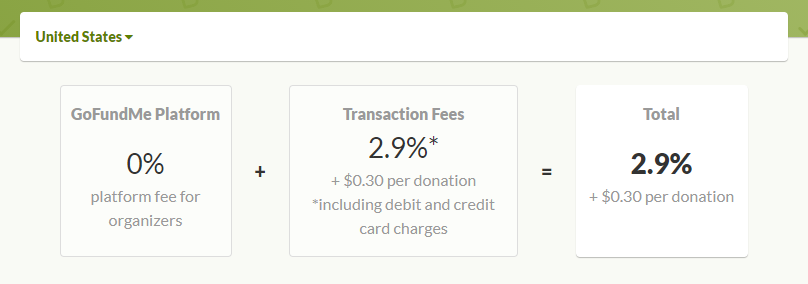 United States
GoFundMe Platform
0%
platform fee for
organizers
+
Transaction Fees
2.9%*
+ $0.30 per donation
*including debit and credit
card charges
=
Total
2.9%
+ $0.30 per donation